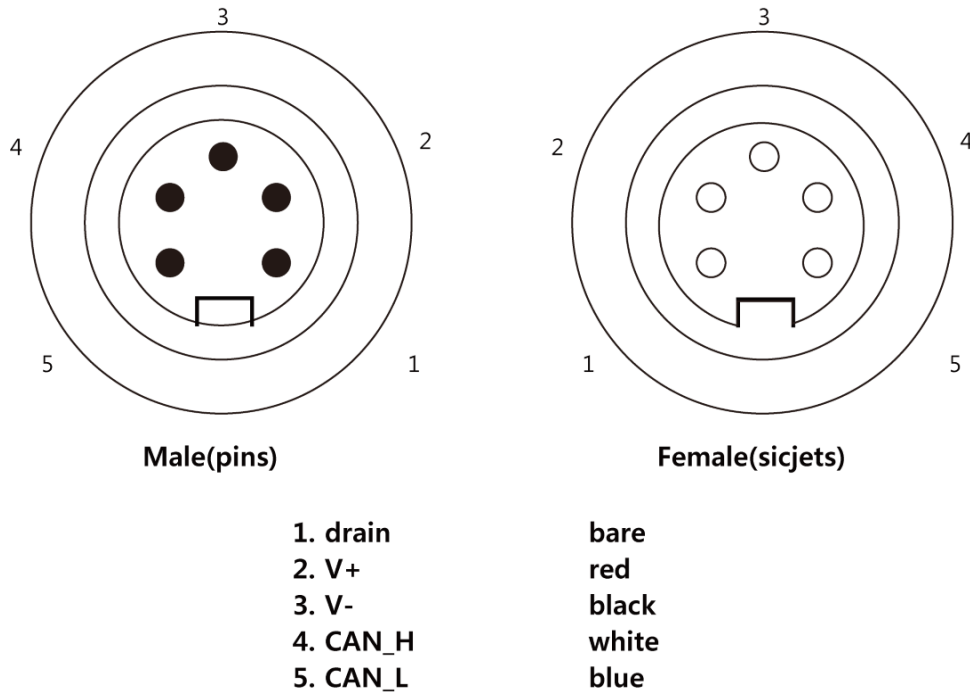 3 3
4 2 2 4
5 1 1 5
Male(pins) Female(sicjets)
1. drain bare
2. V+ red
3. V- black
4. CAN_H white
5. CAN_L blue